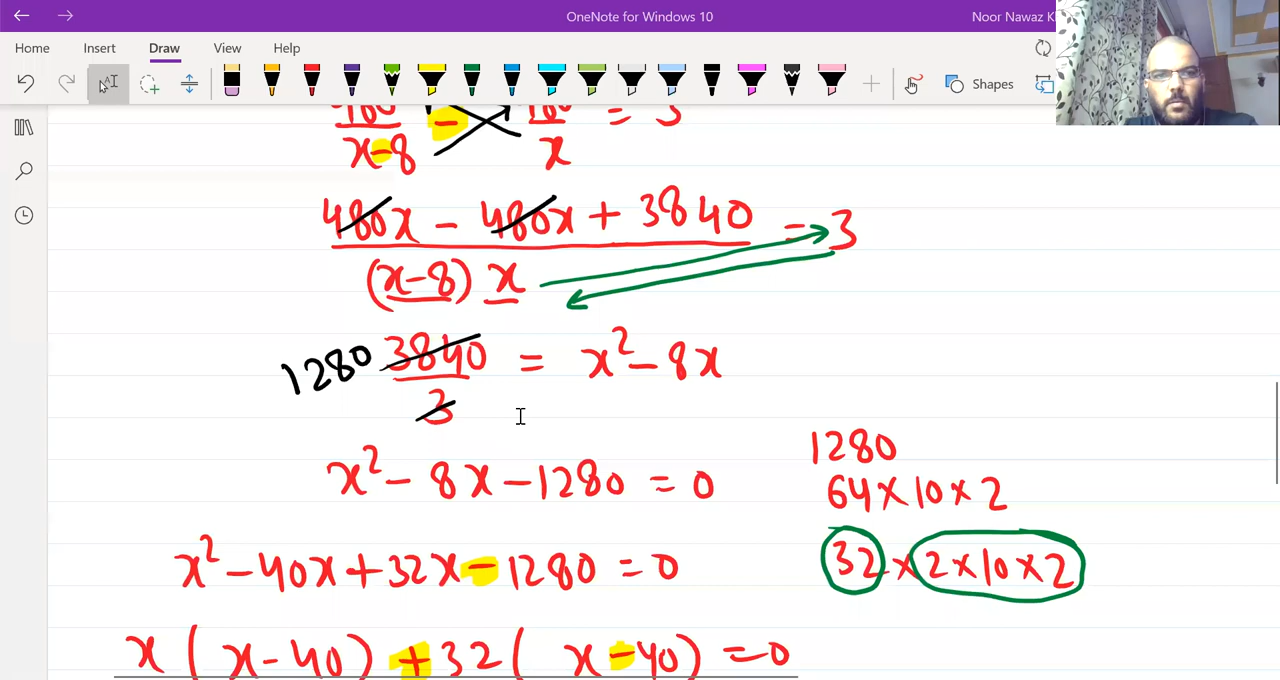 OneNote for Windows 10
Noor Nawaz K
Home Insert Draw View Help
Shapes
480/x-8 - 480/x = 3
480x - 480x + 3840 = 3
(x-8) x
1280 3840/3 = x² - 8x
x² - 8x - 1280 = 0
1280
64 × 10 × 2
x² - 40x + 32x - 1280 = 0
32 × 2 × 10 × 2
x ( x - 40) + 32 ( x - 40) = 0